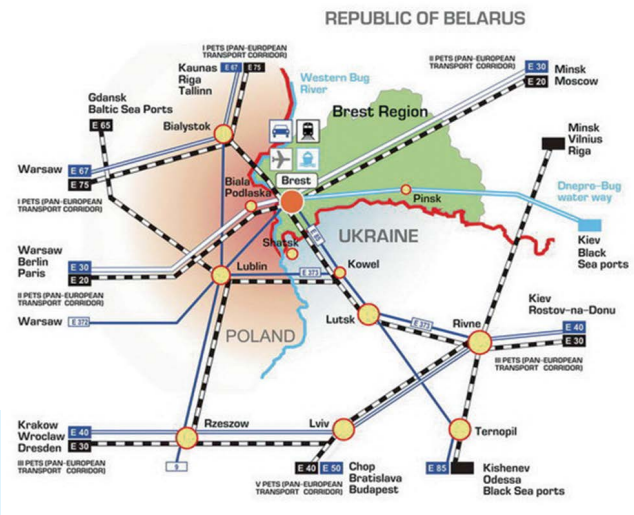 REPUBLIC OF BELARUS
I PETS (PAN-EUROPEAN
TRANSPORT CORRIDOR)
Kaunas E 67 E 75
Riga
Tallinn
Western Bug
River
II PETS (PAN-EUROPEAN
TRANSPORT CORRIDOR)
E 30 Minsk
E 20 Moscow
Gdansk
Baltic Sea Ports
E 65
Bialystok
Brest Region
Minsk
Vilnius
Riga
Warsaw E 67
E 75
I PETS (PAN-EUROPEAN
TRANSPORT CORRIDOR)
Biala
Podlaska
Brest
Pinsk
Dnepro-Bug
water way
Kiev
Black
Sea ports
Shatsk
UKRAINE
Warsaw
Berlin
Paris
E 30
E 20
II PETS (PAN-EUROPEAN
TRANSPORT CORRIDOR)
Lublin
E 85
E 373
Kowel
Warsaw E 372
POLAND
Lutsk
E 373
Rivne
Kiev
Rostov-na-Donu
E 40
E 30
III PETS (PAN-EUROPEAN
TRANSPORT CORRIDOR)
Krakow
Wroclaw
Dresden
E 40
E 30
III PETS (PAN-EUROPEAN
TRANSPORT CORRIDOR)
Rzeszow
9
Lviv
Ternopil
E 40 E 50 Chop
Bratislava
Budapest
V PETS (PAN-EUROPEAN
TRANSPORT CORRIDOR)
E 85
Kishenev
Odessa
Black Sea ports